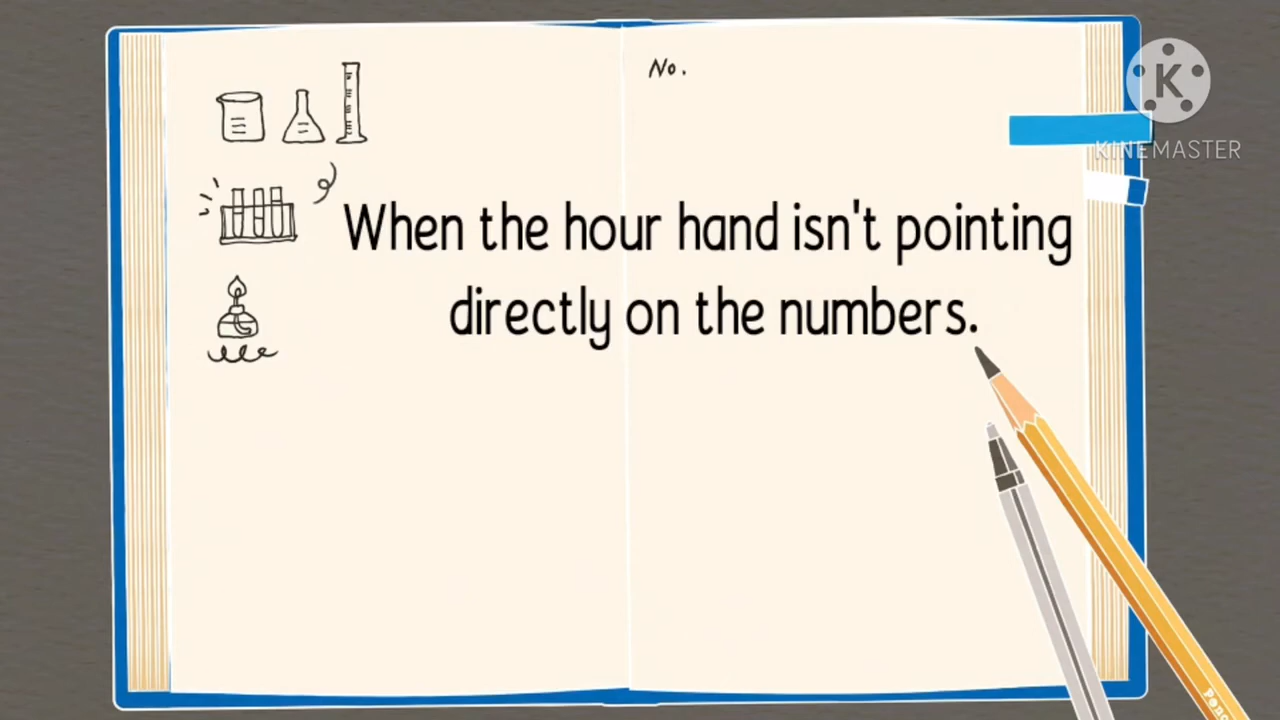 No.
KINEMASTER
When the hour hand isn't pointing
directly on the numbers.